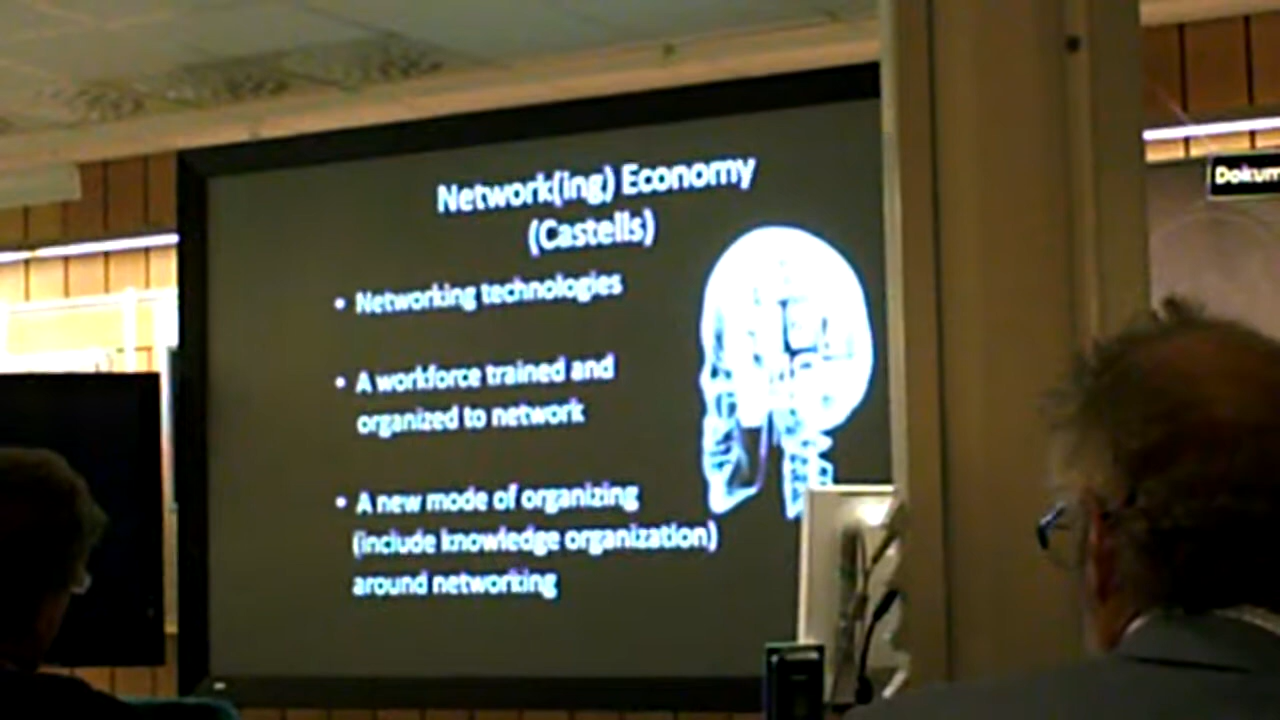 Network(ing) Economy
(Castells)
• Networking technologies
• A workforce trained and
organized to network
• A new mode of organizing
(include knowledge organization)
around networking
Dokum